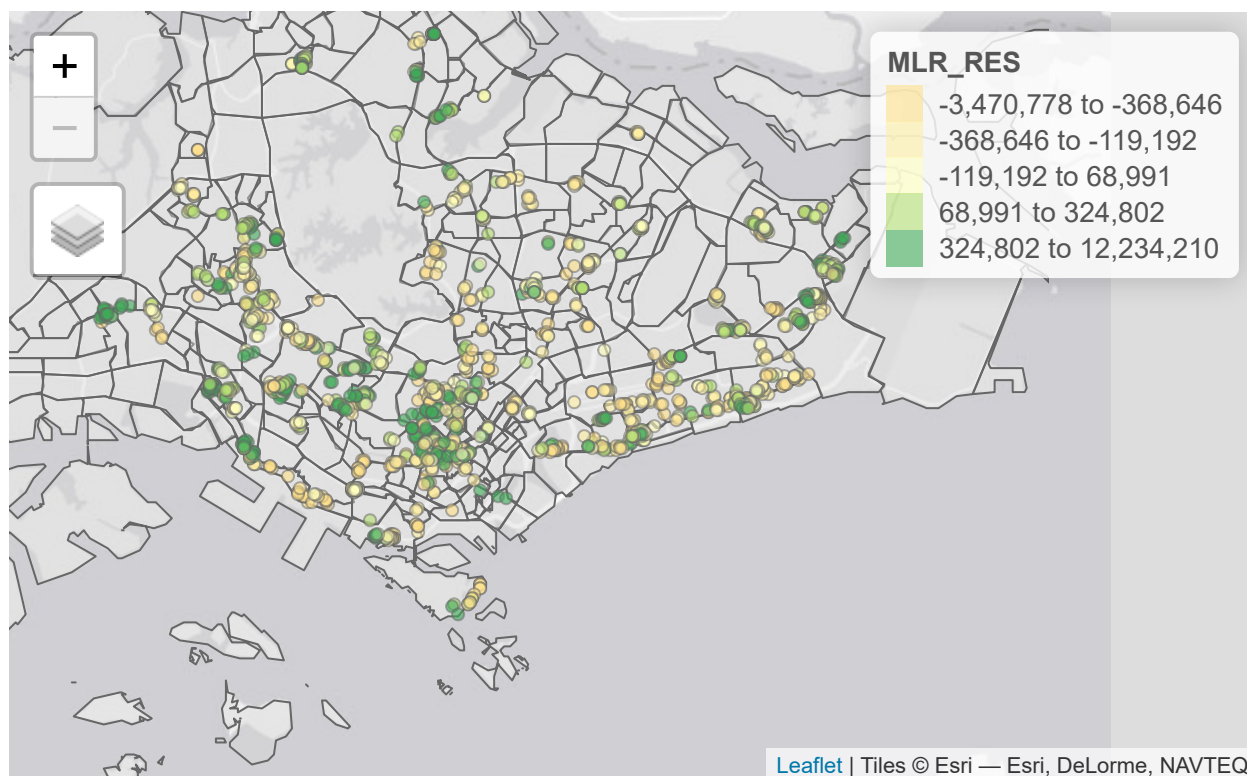 +
−
MLR_RES
-3,470,778 to -368,646
-368,646 to -119,192
-119,192 to 68,991
68,991 to 324,802
324,802 to 12,234,210
Leaflet | Tiles © Esri — Esri, DeLorme, NAVTEQ